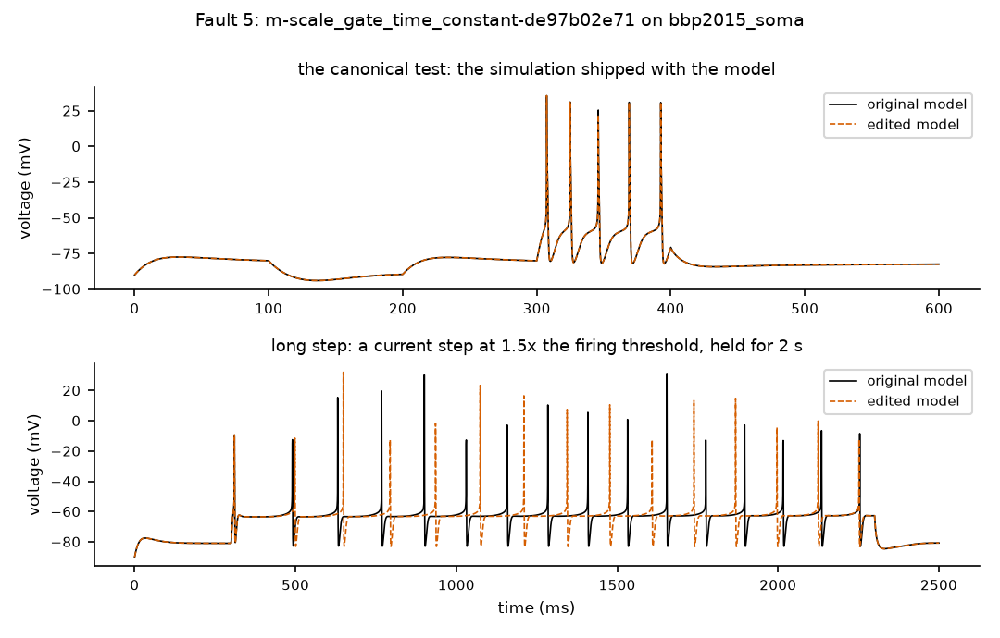 Fault 5: m-scale_gate_time_constant-de97b02e71 on bbp2015_soma
the canonical test: the simulation shipped with the model
voltage (mV)
25
0
−25
−50
−75
−100
original model
edited model
0 100 200 300 400 500 600
long step: a current step at 1.5x the firing threshold, held for 2 s
voltage (mV)
20
0
−20
−40
−60
−80
original model
edited model
0 500 1000 1500 2000 2500
time (ms)